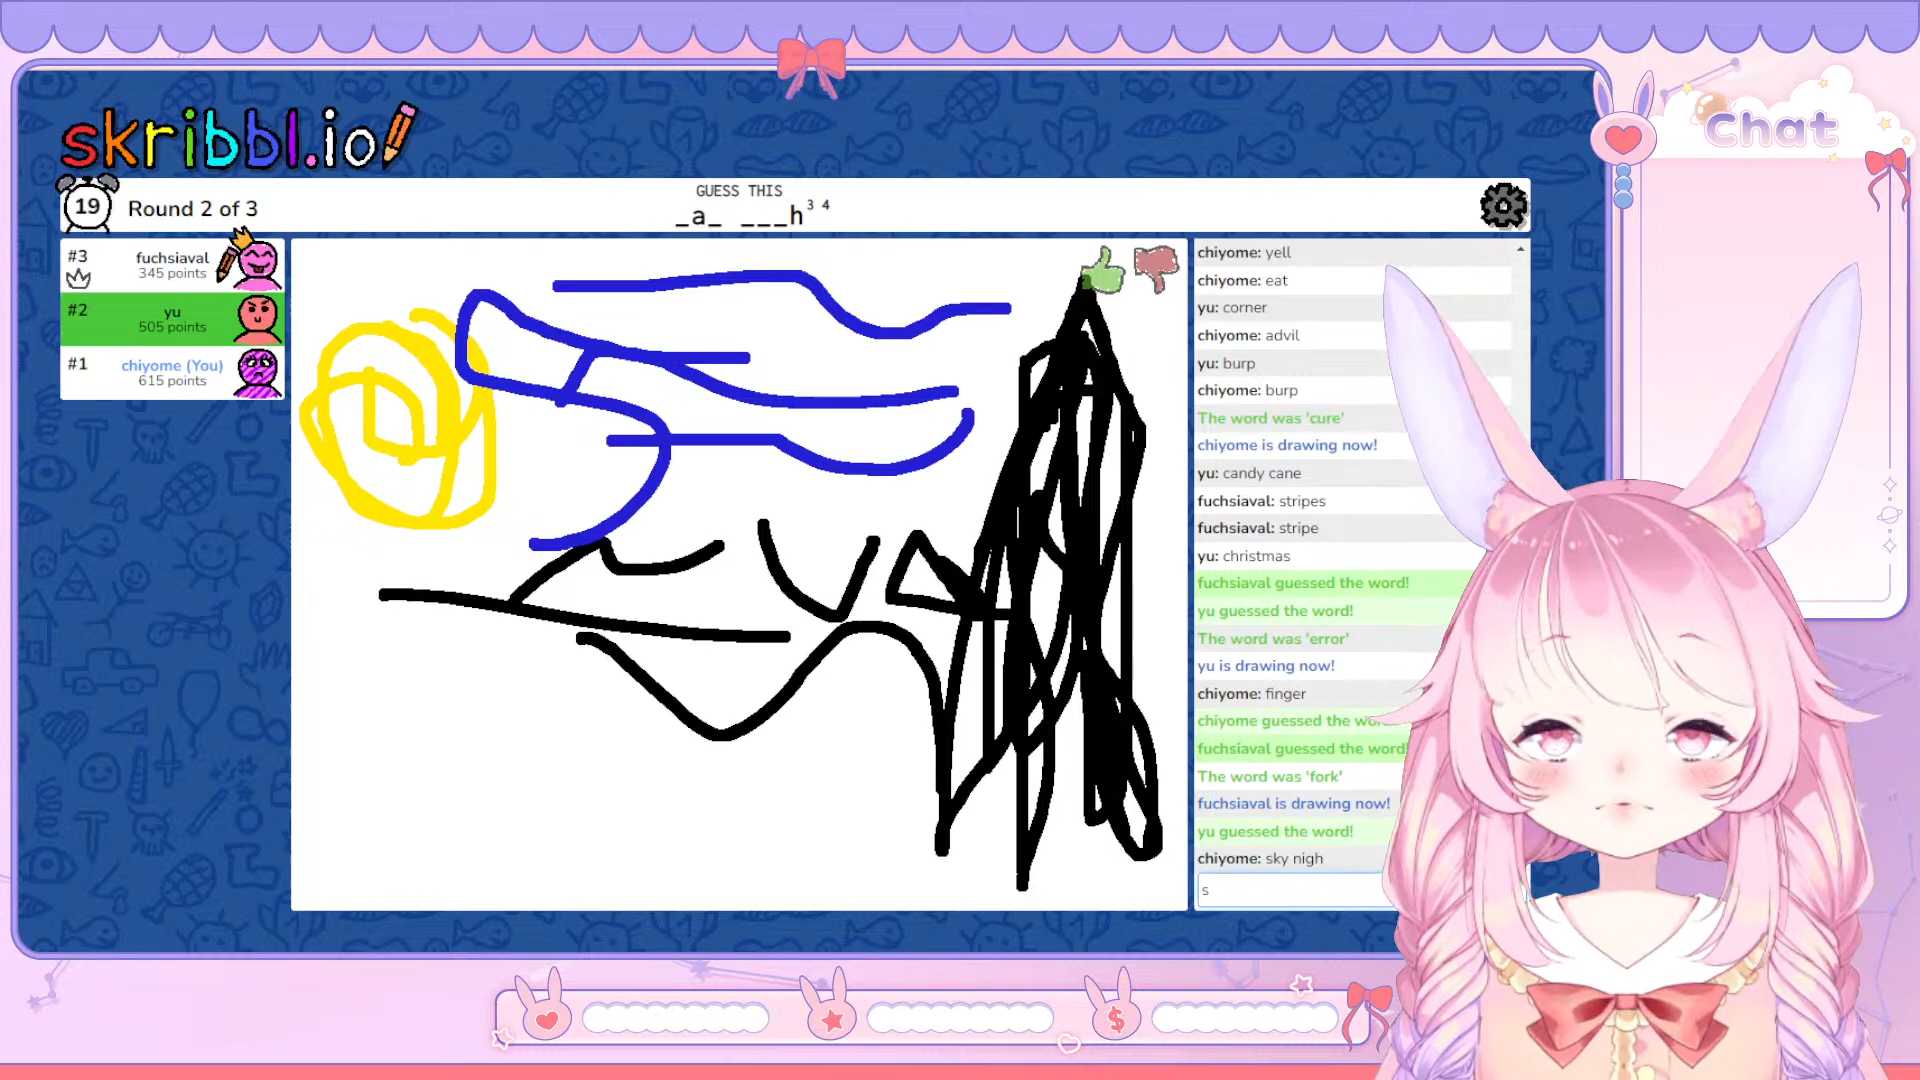 skribbl.io
Chat
19
Round 2 of 3
GUESS THIS
_a_ ___h 3 4
#3
fuchsiaval
345 points
#2
yu
505 points
#1
chiyome (You)
615 points
chiyome: yell
chiyome: eat
yu: corner
chiyome: advil
yu: burp
chiyome: burp
The word was 'cure'
chiyome is drawing now!
yu: candy cane
fuchsiaval: stripes
fuchsiaval: stripe
yu: christmas
fuchsiaval guessed the word!
yu guessed the word!
The word was 'error'
yu is drawing now!
chiyome: finger
chiyome guessed the wo
fuchsiaval guessed the word!
The word was 'fork'
fuchsiaval is drawing now!
yu guessed the word!
chiyome: sky nigh
s
$